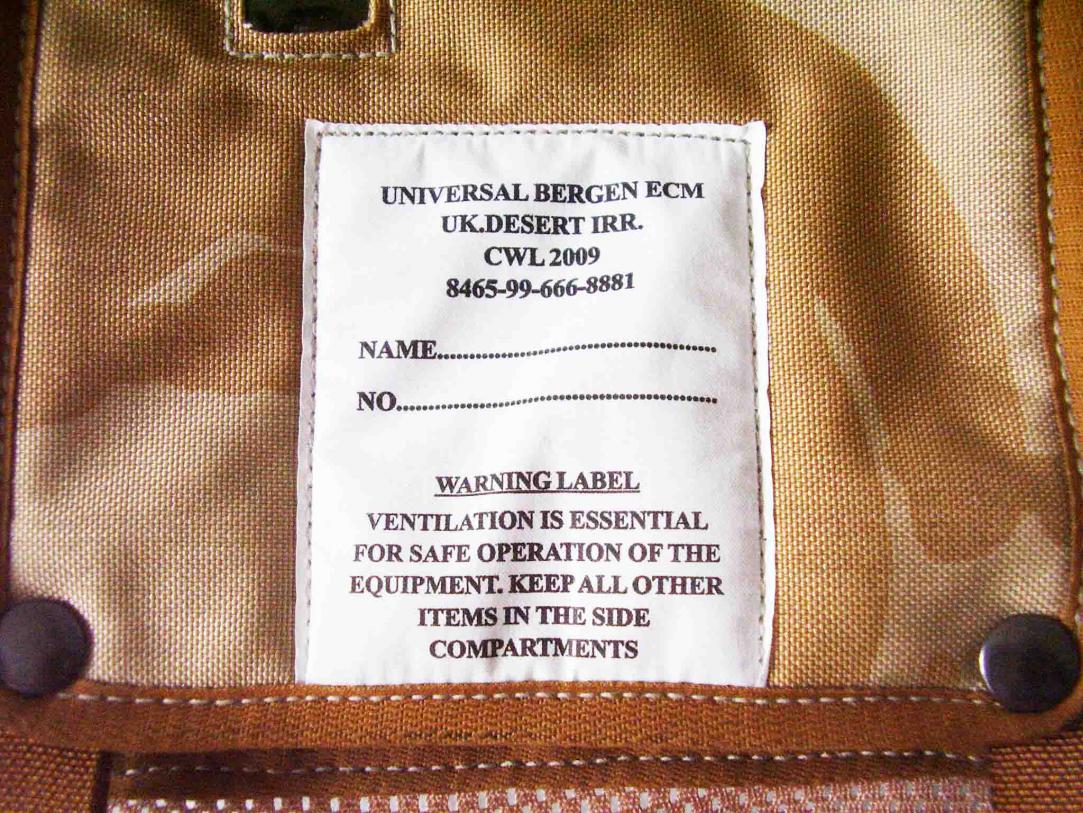 UNIVERSAL BERGEN ECM
UK.DESERT IRR.
CWL 2009
8465-99-666-8881
NAME..................................................
NO..........................................................
WARNING LABEL
VENTILATION IS ESSENTIAL
FOR SAFE OPERATION OF THE
EQUIPMENT. KEEP ALL OTHER
ITEMS IN THE SIDE
COMPARTMENTS